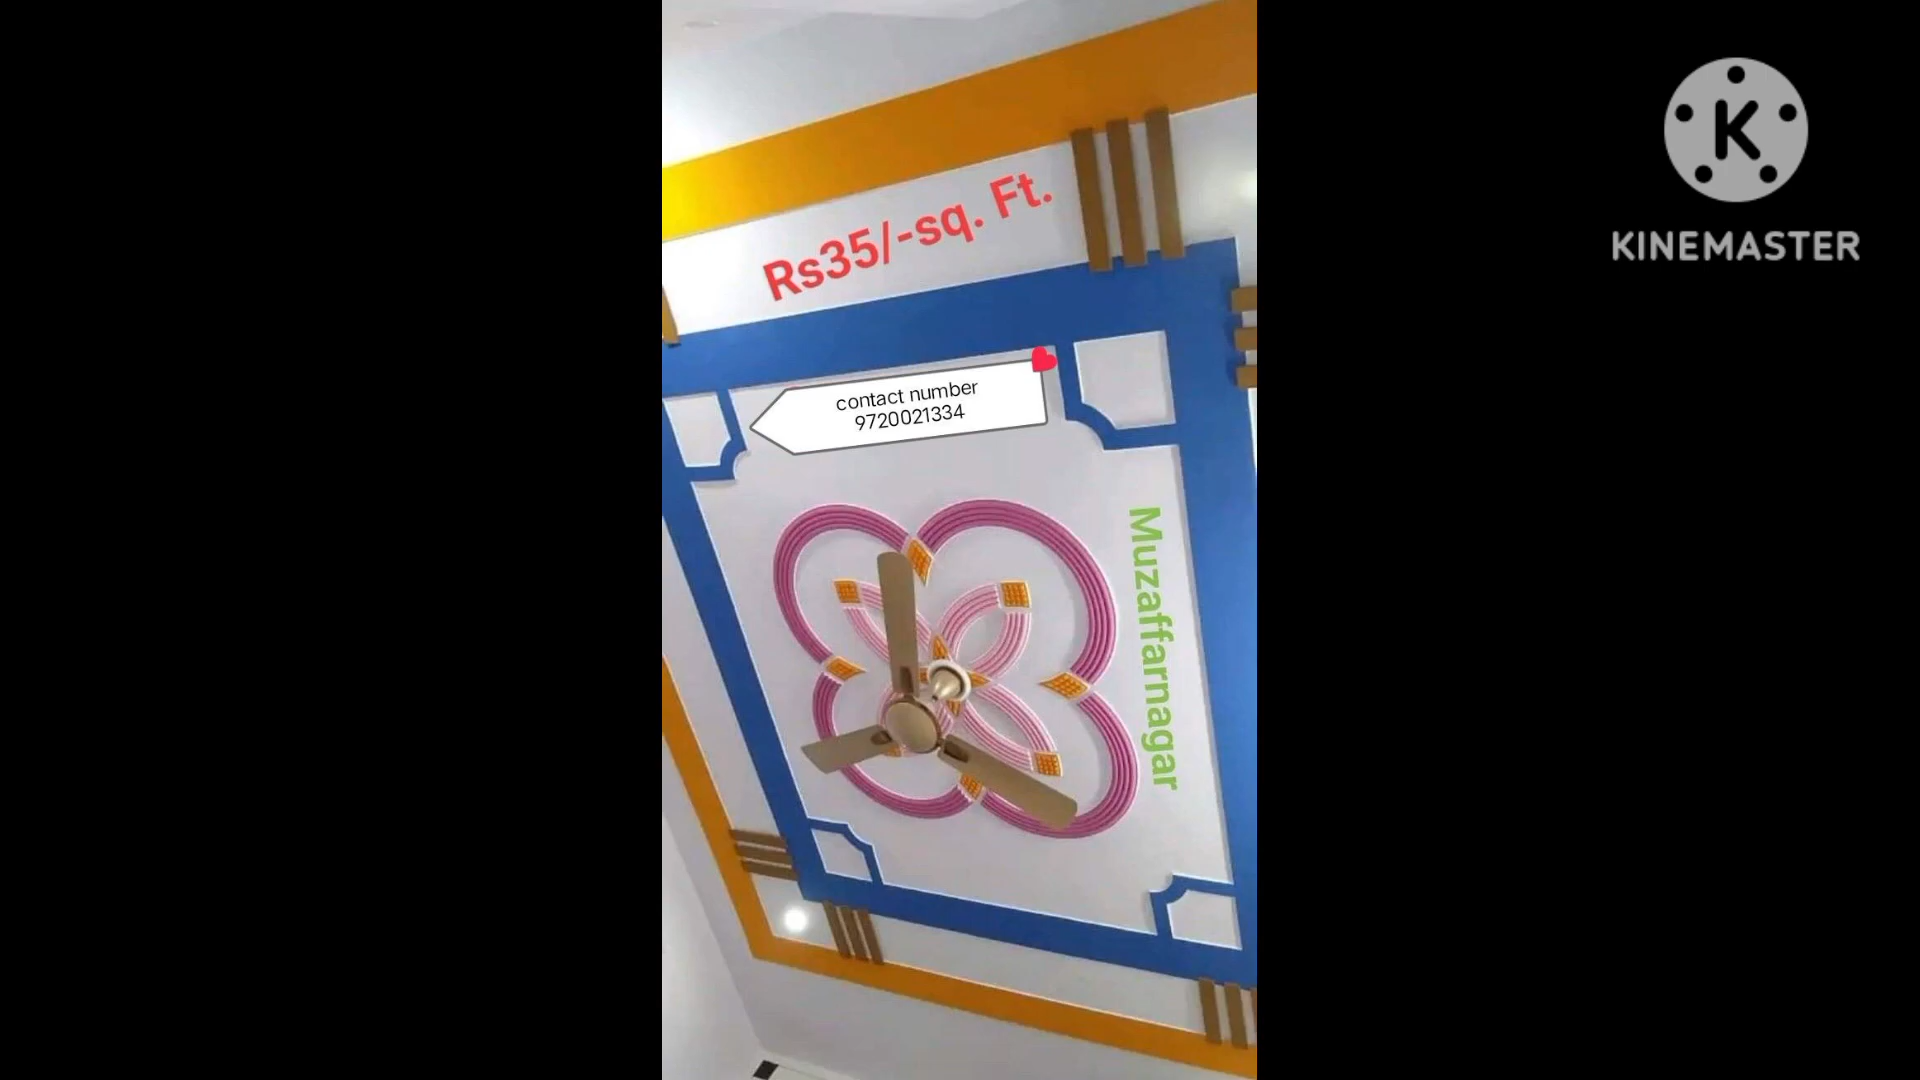 Rs35/-sq. Ft.
contact number
9720021334
Muzaffarnagar
K
KINEMASTER